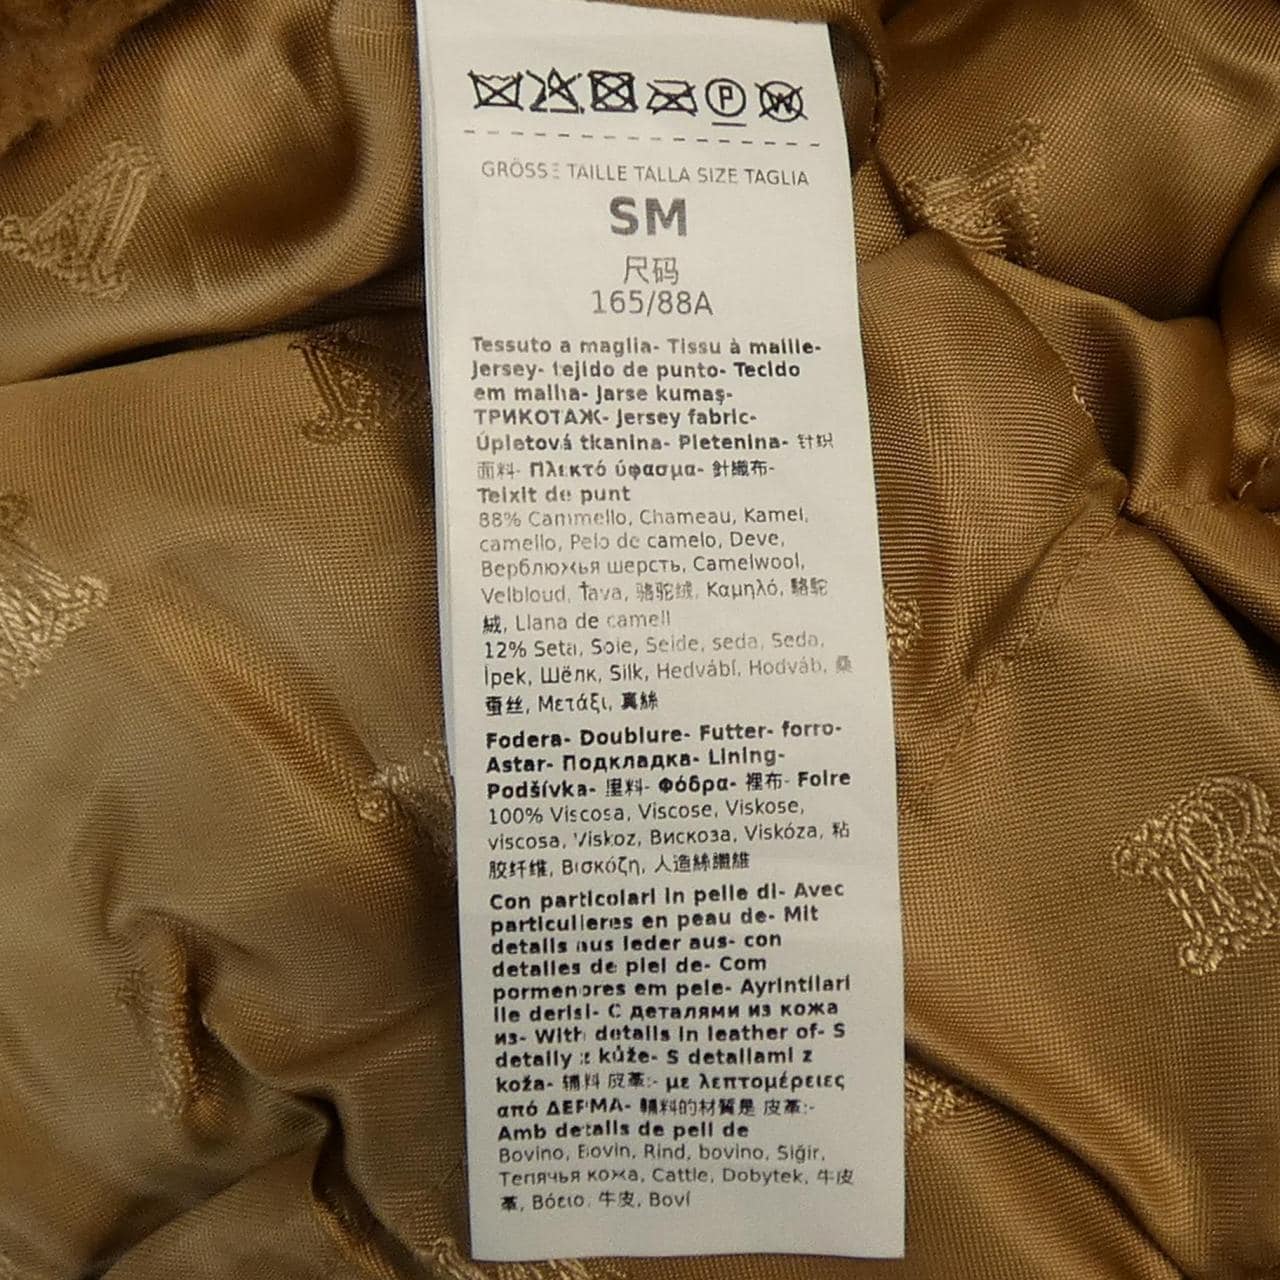 P W
GRÖSSE TAILLE TALLA SIZE TAGLIA
SM
尺码
165/88A
Tessuto a maglia- Tissu à maille-
Jersey- tejido de punto- Tecido
em malha- Jarse kumaş-
ТРИКОТАЖ- Jersey fabric-
Úpletová tkanina- Pletenina- 针织
面料- Πλεκτό ύφασμα- 針織布-
Teixit de punt
88% Cammello, Chameau, Kamel,
camello, Pelo de camelo, Deve,
Верблюжья шерсть, Camelwool,
Velbloud, Ťava, 骆驼绒, Καμηλό, 駱駝
絨, Llana de camell
12% Seta, Soie, Seide, seda, Seda,
İpek, Шёлк, Silk, Hedvábí, Hodváb, 桑
蚕丝, Μετάξι, 真絲
Fodera- Doublure- Futter- forro-
Astar- Подкладка- Lining-
Podšívka- 里料- Φόδρα- 裡布- Folre
100% Viscosa, Viscose, Viskose,
viscosa, Viskoz, Вискоза, Viskóza, 粘
胶纤维, Βισκόζη, 人造絲纖維
Con particolari in pelle di- Avec
particulieres en peau de- Mit
details aus leder aus- con
detalles de piel de- Com
pormenores em pele- Ayrintilari
ile derisi- С деталями из кожа
из- With details in leather of- S
detaily z kůže- S detailami z
koža- 辅料 皮革:- με λεπτομέρειες
από ΔΕΡΜΑ- 輔料的材質是 皮革:-
Amb detalls de pell de
Bovino, Bovin, Rind, bovino, Siğir,
Телячья кожа, Cattle, Dobytek, 牛皮
革, Βόειο, 牛皮, Boví